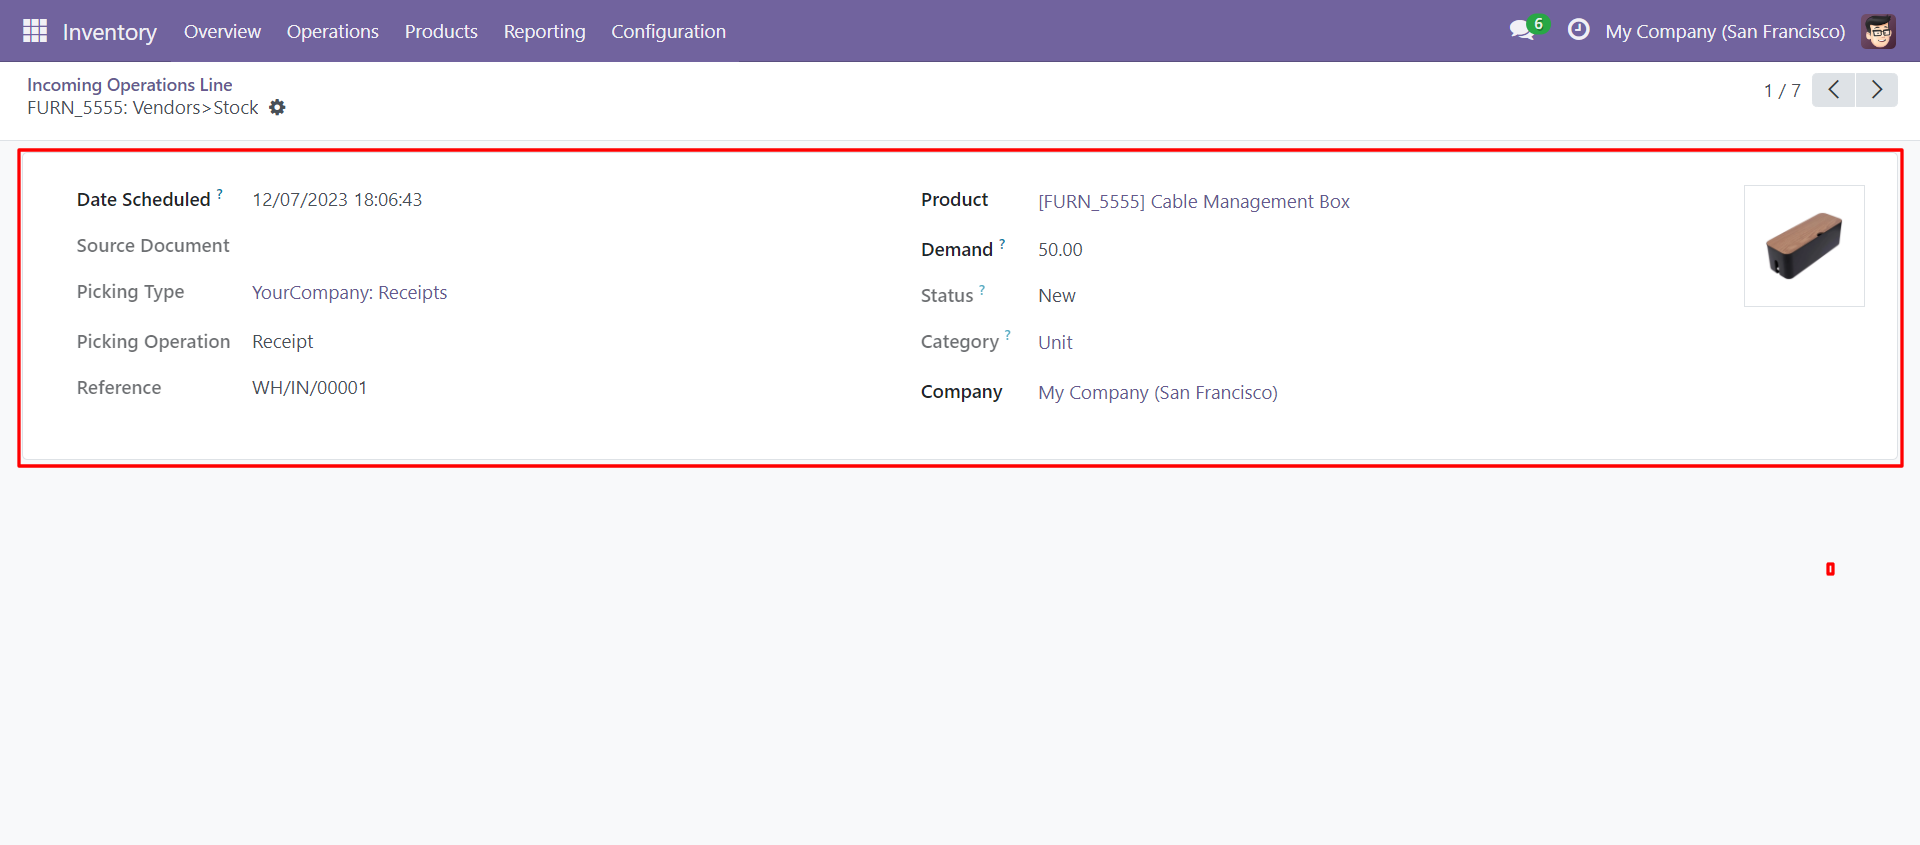 Inventory Overview Operations Products Reporting Configuration 6 My Company (San Francisco)
Incoming Operations Line
FURN_5555: Vendors>Stock
1 / 7
Date Scheduled ? 12/07/2023 18:06:43
Source Document
Picking Type YourCompany: Receipts
Picking Operation Receipt
Reference WH/IN/00001
Product [FURN_5555] Cable Management Box
Demand ? 50.00
Status ? New
Category ? Unit
Company My Company (San Francisco)